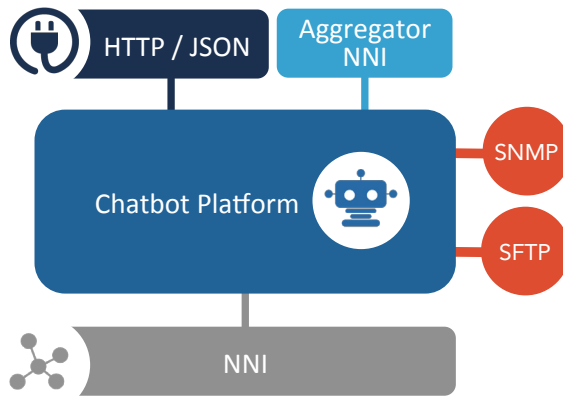 HTTP / JSON
Aggregator
NNI
Chatbot Platform
SNMP
SFTP
NNI